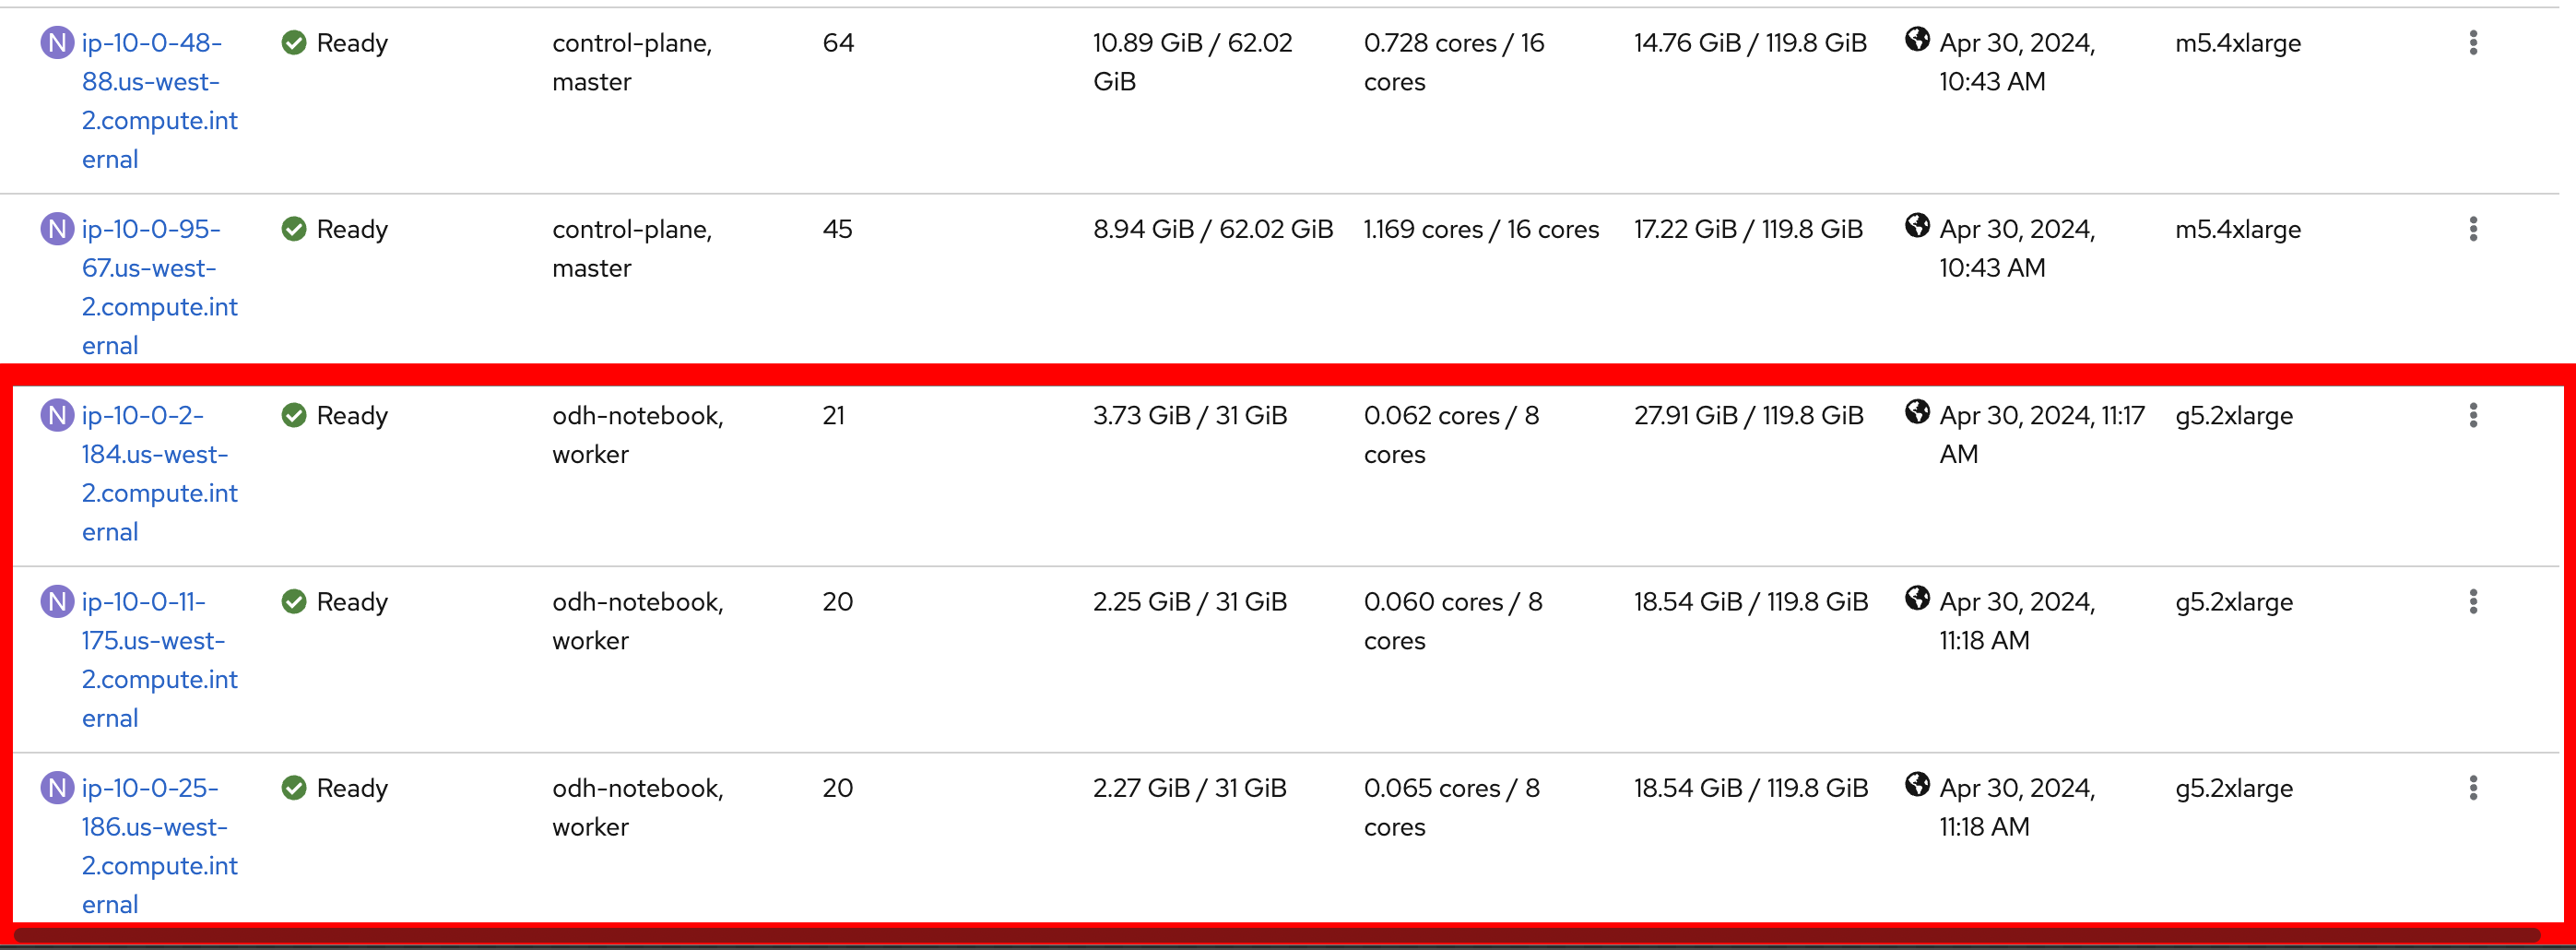 N ip-10-0-48- Ready control-plane, 64 10.89 GiB / 62.02 0.728 cores / 16 14.76 GiB / 119.8 GiB Apr 30, 2024, m5.4xlarge
88.us-west- master GiB cores 10:43 AM
2.compute.int
ernal
N ip-10-0-95- Ready control-plane, 45 8.94 GiB / 62.02 GiB 1.169 cores / 16 cores 17.22 GiB / 119.8 GiB Apr 30, 2024, m5.4xlarge
67.us-west- master 10:43 AM
2.compute.int
ernal
N ip-10-0-2- Ready odh-notebook, 21 3.73 GiB / 31 GiB 0.062 cores / 8 27.91 GiB / 119.8 GiB Apr 30, 2024, 11:17 g5.2xlarge
184.us-west- worker cores AM
2.compute.int
ernal
N ip-10-0-11- Ready odh-notebook, 20 2.25 GiB / 31 GiB 0.060 cores / 8 18.54 GiB / 119.8 GiB Apr 30, 2024, g5.2xlarge
175.us-west- worker cores 11:18 AM
2.compute.int
ernal
N ip-10-0-25- Ready odh-notebook, 20 2.27 GiB / 31 GiB 0.065 cores / 8 18.54 GiB / 119.8 GiB Apr 30, 2024, g5.2xlarge
186.us-west- worker cores 11:18 AM
2.compute.int
ernal